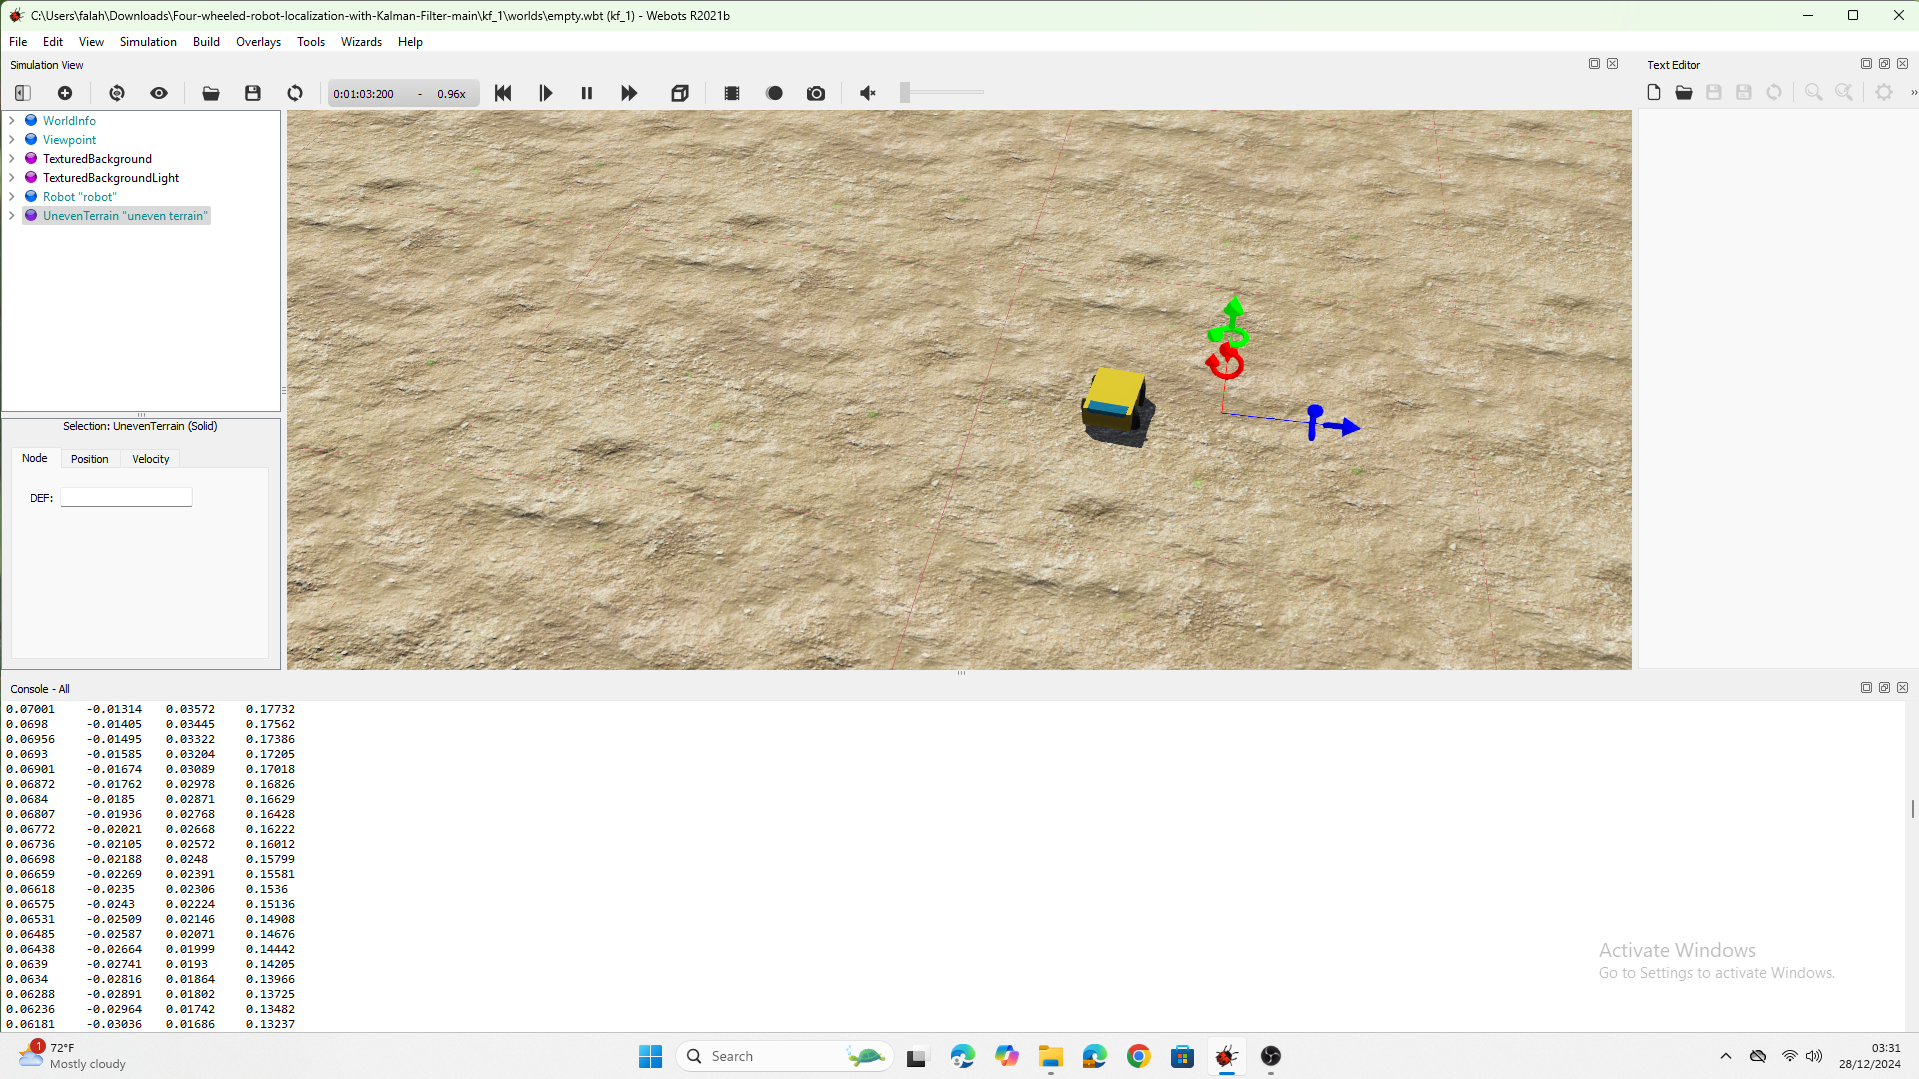 C:\Users\falah\Downloads\Four-wheeled-robot-localization-with-Kalman-Filter-main\kf_1\worlds\empty.wbt (kf_1) - Webots R2021b
File Edit View Simulation Build Overlays Tools Wizards Help
Simulation View
Text Editor
0:01:03:200 - 0.96x
WorldInfo
Viewpoint
TexturedBackground
TexturedBackgroundLight
Robot "robot"
UnevenTerrain "uneven terrain"
Selection: UnevenTerrain (Solid)
Node Position Velocity
DEF:
Console - All
0.07001 -0.01314 0.03572 0.17732
0.0698 -0.01405 0.03445 0.17562
0.06956 -0.01495 0.03322 0.17386
0.0693 -0.01585 0.03204 0.17205
0.06901 -0.01674 0.03089 0.17018
0.06872 -0.01762 0.02978 0.16826
0.0684 -0.0185 0.02871 0.16629
0.06807 -0.01936 0.02768 0.16428
0.06772 -0.02021 0.02668 0.16222
0.06736 -0.02105 0.02572 0.16012
0.06698 -0.02188 0.0248 0.15799
0.06659 -0.02269 0.02391 0.15581
0.06618 -0.0235 0.02306 0.1536
0.06575 -0.0243 0.02224 0.15136
0.06531 -0.02509 0.02146 0.14908
0.06485 -0.02587 0.02071 0.14676
0.06438 -0.02664 0.01999 0.14442
0.0639 -0.02741 0.0193 0.14205
0.0634 -0.02816 0.01864 0.13966
0.06288 -0.02891 0.01802 0.13725
0.06236 -0.02964 0.01742 0.13482
0.06181 -0.03036 0.01686 0.13237
Activate Windows
Go to Settings to activate Windows.
1
72°F
Mostly cloudy
Search
03:31
28/12/2024